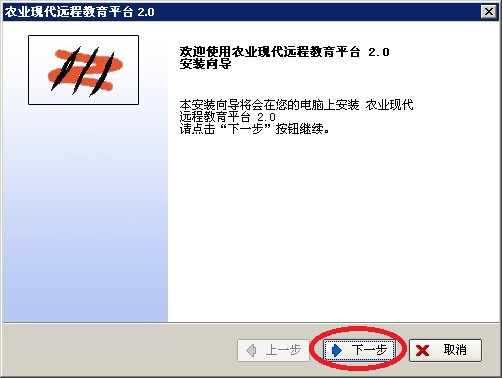 农业现代远程教育平台 2.0
欢迎使用农业现代远程教育平台 2.0
安装向导
本安装向导将会在您的电脑上安装 农业现代
远程教育平台 2.0
请点击“下一步”按钮继续。
上一步
下一步
取消